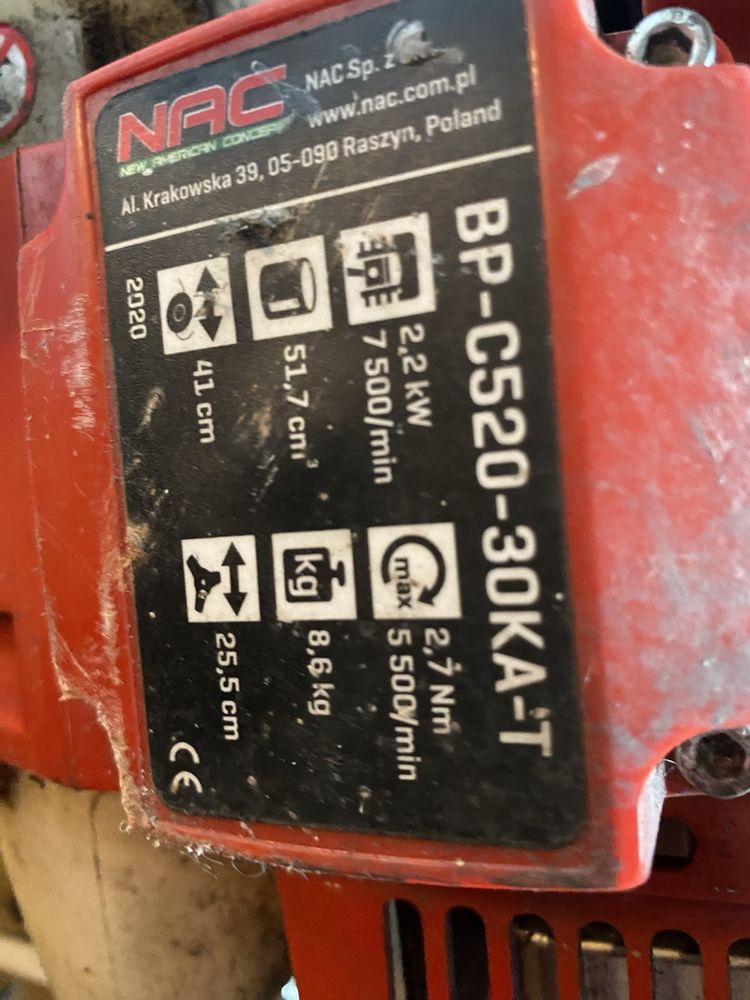 NAC
NEW AMERICAN CONCEPT
NAC Sp. z
www.nac.com.pl
Al. Krakowska 39, 05-090 Raszyn, Poland
BP-C520-30KA-T
2,2 kW
7 500/min
max
2,7 Nm
5 500/min
51,7 cm³
kg
8,6 kg
41 cm
25,5 cm
2020
CE